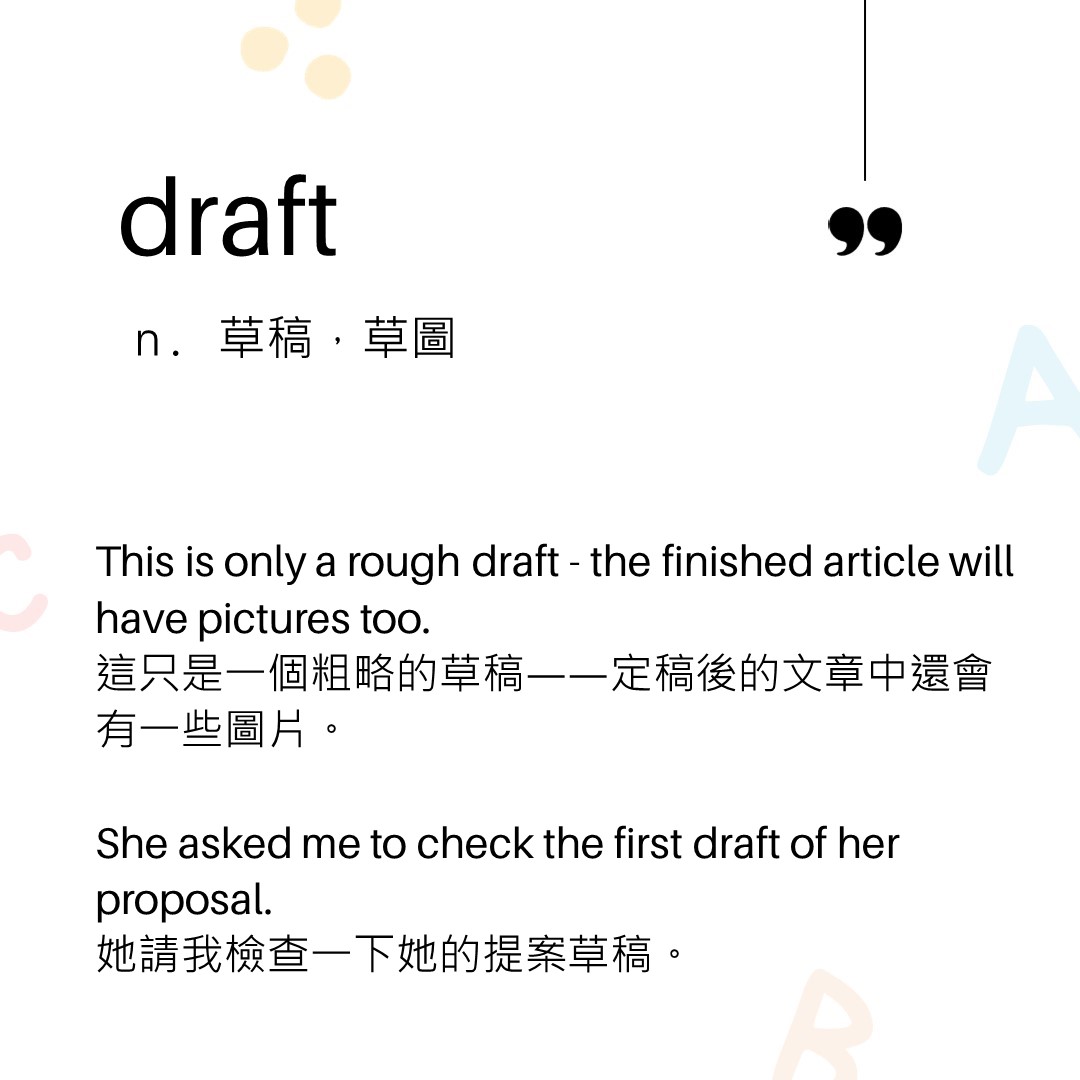 draft
”
n. 草稿，草圖
A
C
This is only a rough draft - the finished article will
have pictures too.
這只是一個粗略的草稿——定稿後的文章中還會
有一些圖片。
She asked me to check the first draft of her
proposal.
她請我檢查一下她的提案草稿。
B